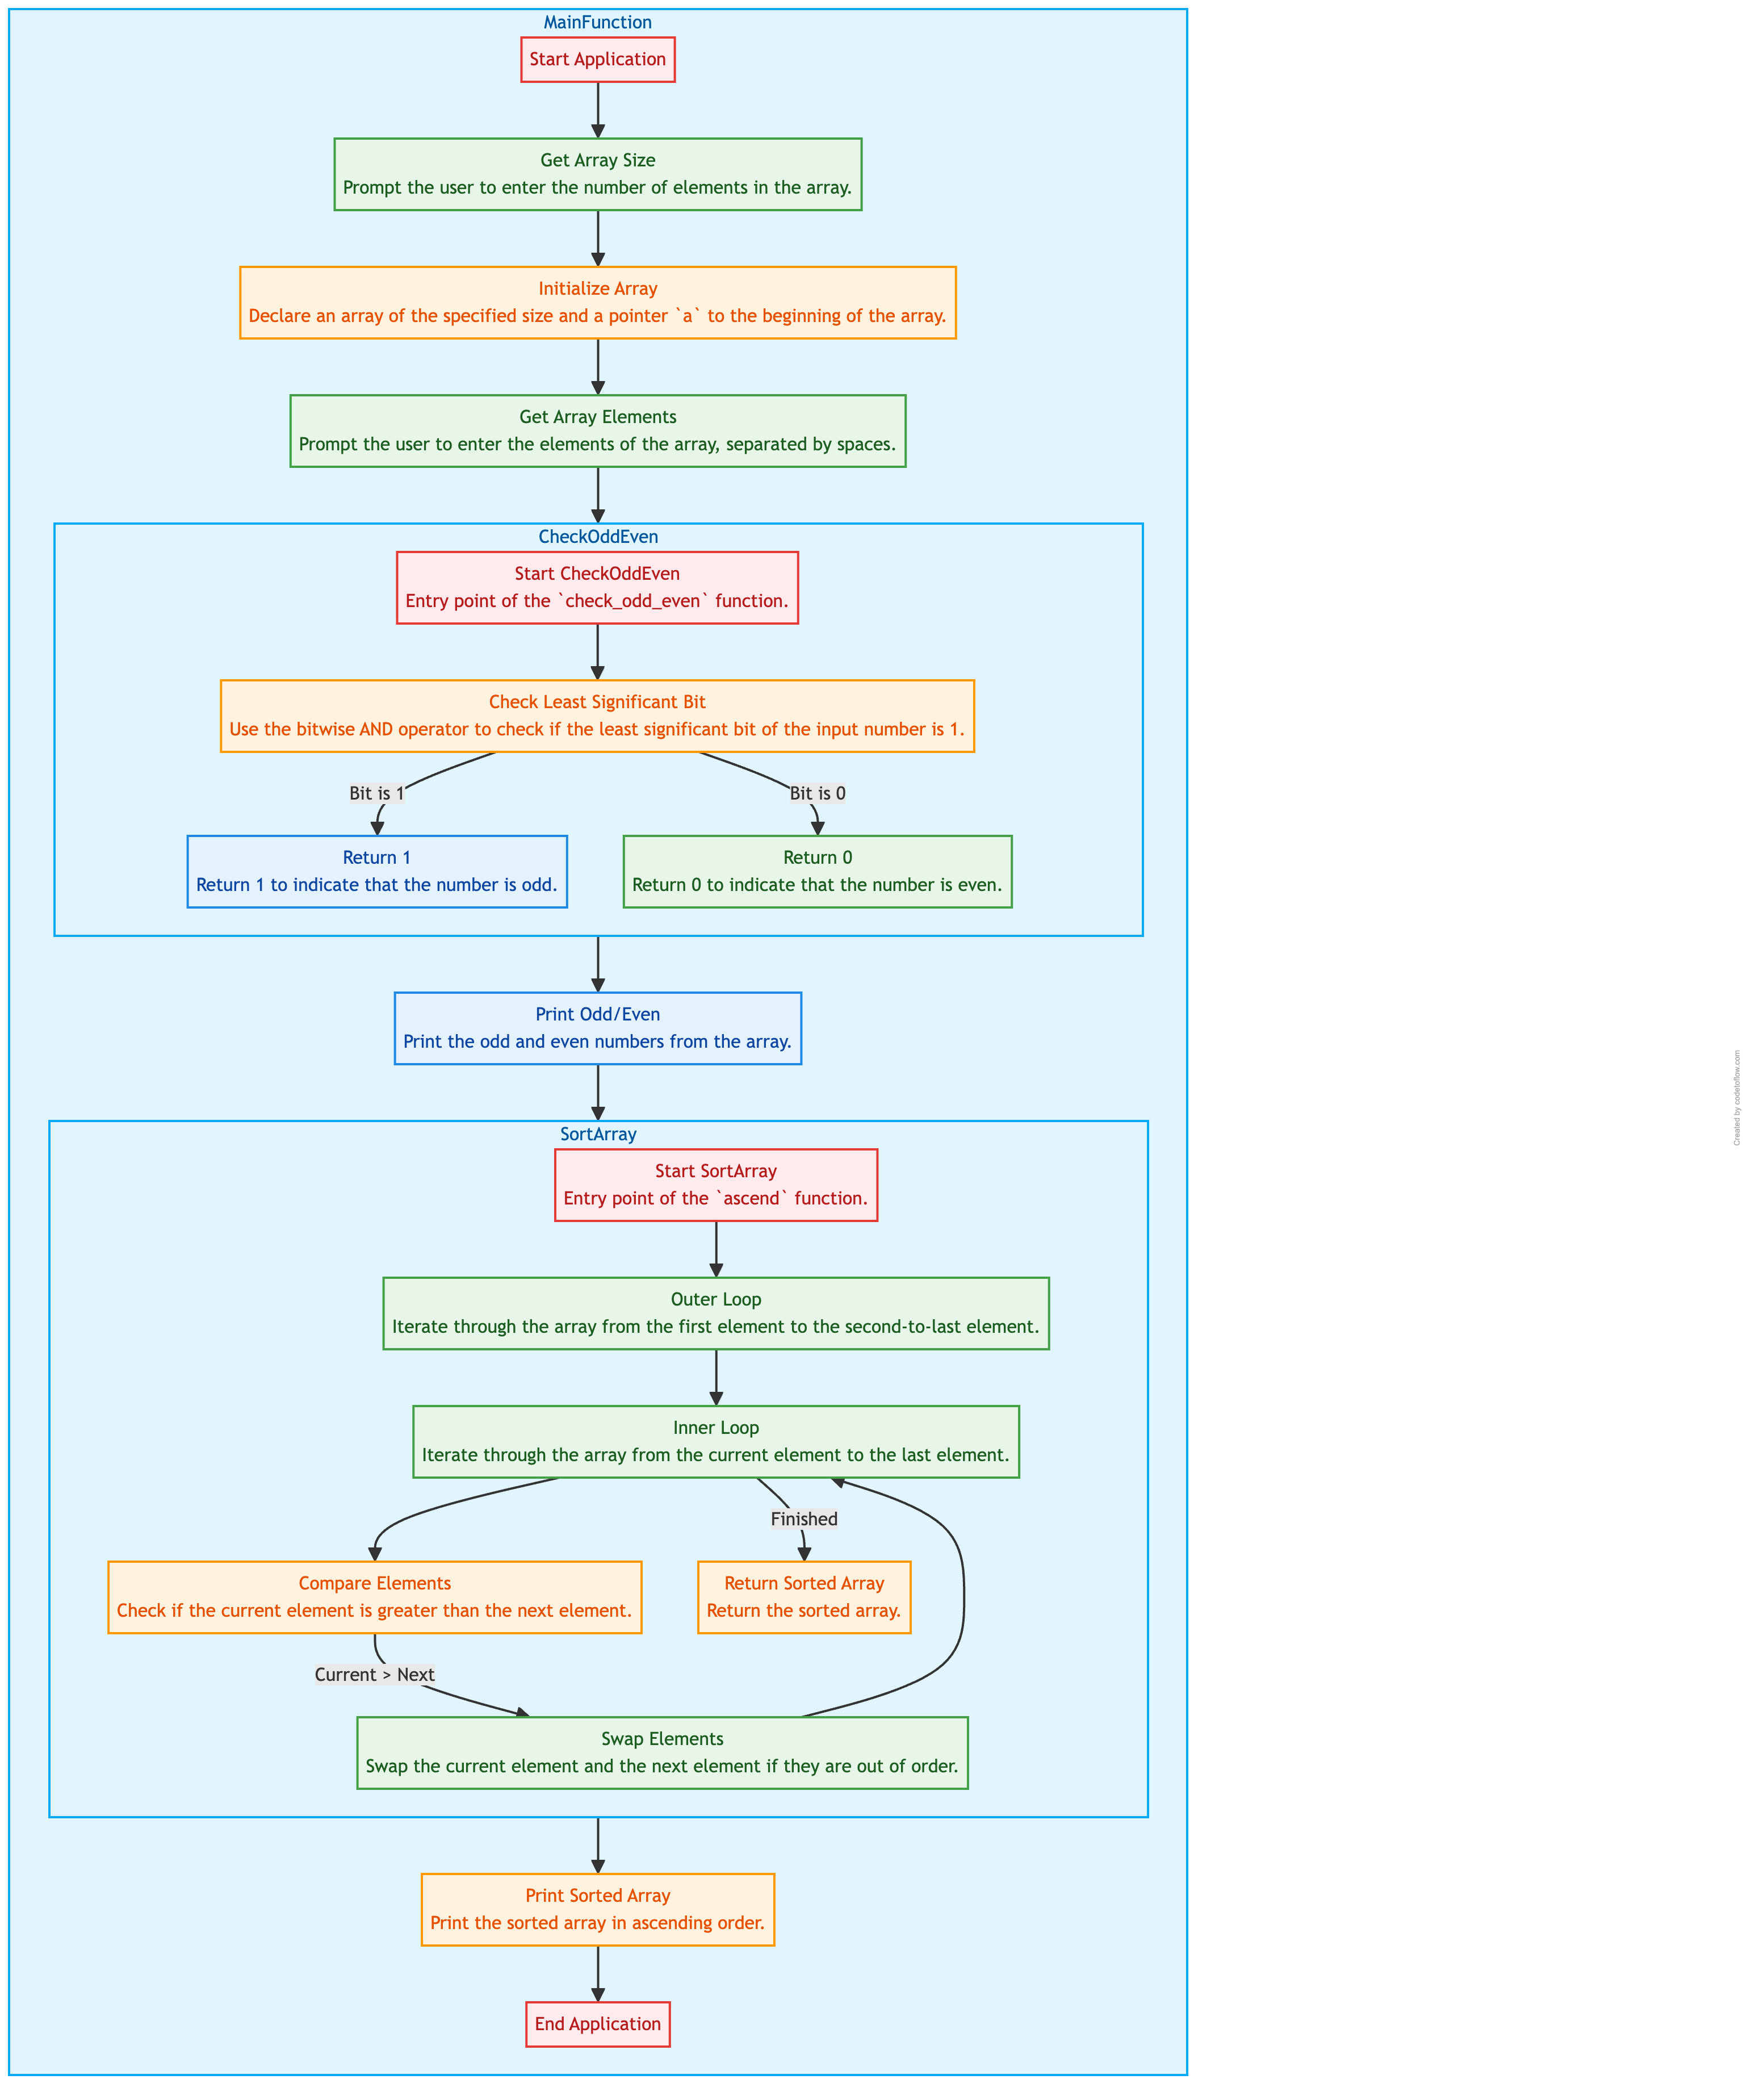 MainFunction
Start Application
Get Array Size
Prompt the user to enter the number of elements in the array.
Initialize Array
Declare an array of the specified size and a pointer `a` to the beginning of the array.
Get Array Elements
Prompt the user to enter the elements of the array, separated by spaces.
CheckOddEven
Start CheckOddEven
Entry point of the `check_odd_even` function.
Check Least Significant Bit
Use the bitwise AND operator to check if the least significant bit of the input number is 1.
Bit is 1
Bit is 0
Return 1
Return 1 to indicate that the number is odd.
Return 0
Return 0 to indicate that the number is even.
Print Odd/Even
Print the odd and even numbers from the array.
SortArray
Start SortArray
Entry point of the `ascend` function.
Outer Loop
Iterate through the array from the first element to the second-to-last element.
Inner Loop
Iterate through the array from the current element to the last element.
Finished
Compare Elements
Check if the current element is greater than the next element.
Return Sorted Array
Return the sorted array.
Current > Next
Swap Elements
Swap the current element and the next element if they are out of order.
Print Sorted Array
Print the sorted array in ascending order.
End Application
Created by codetoflow.com